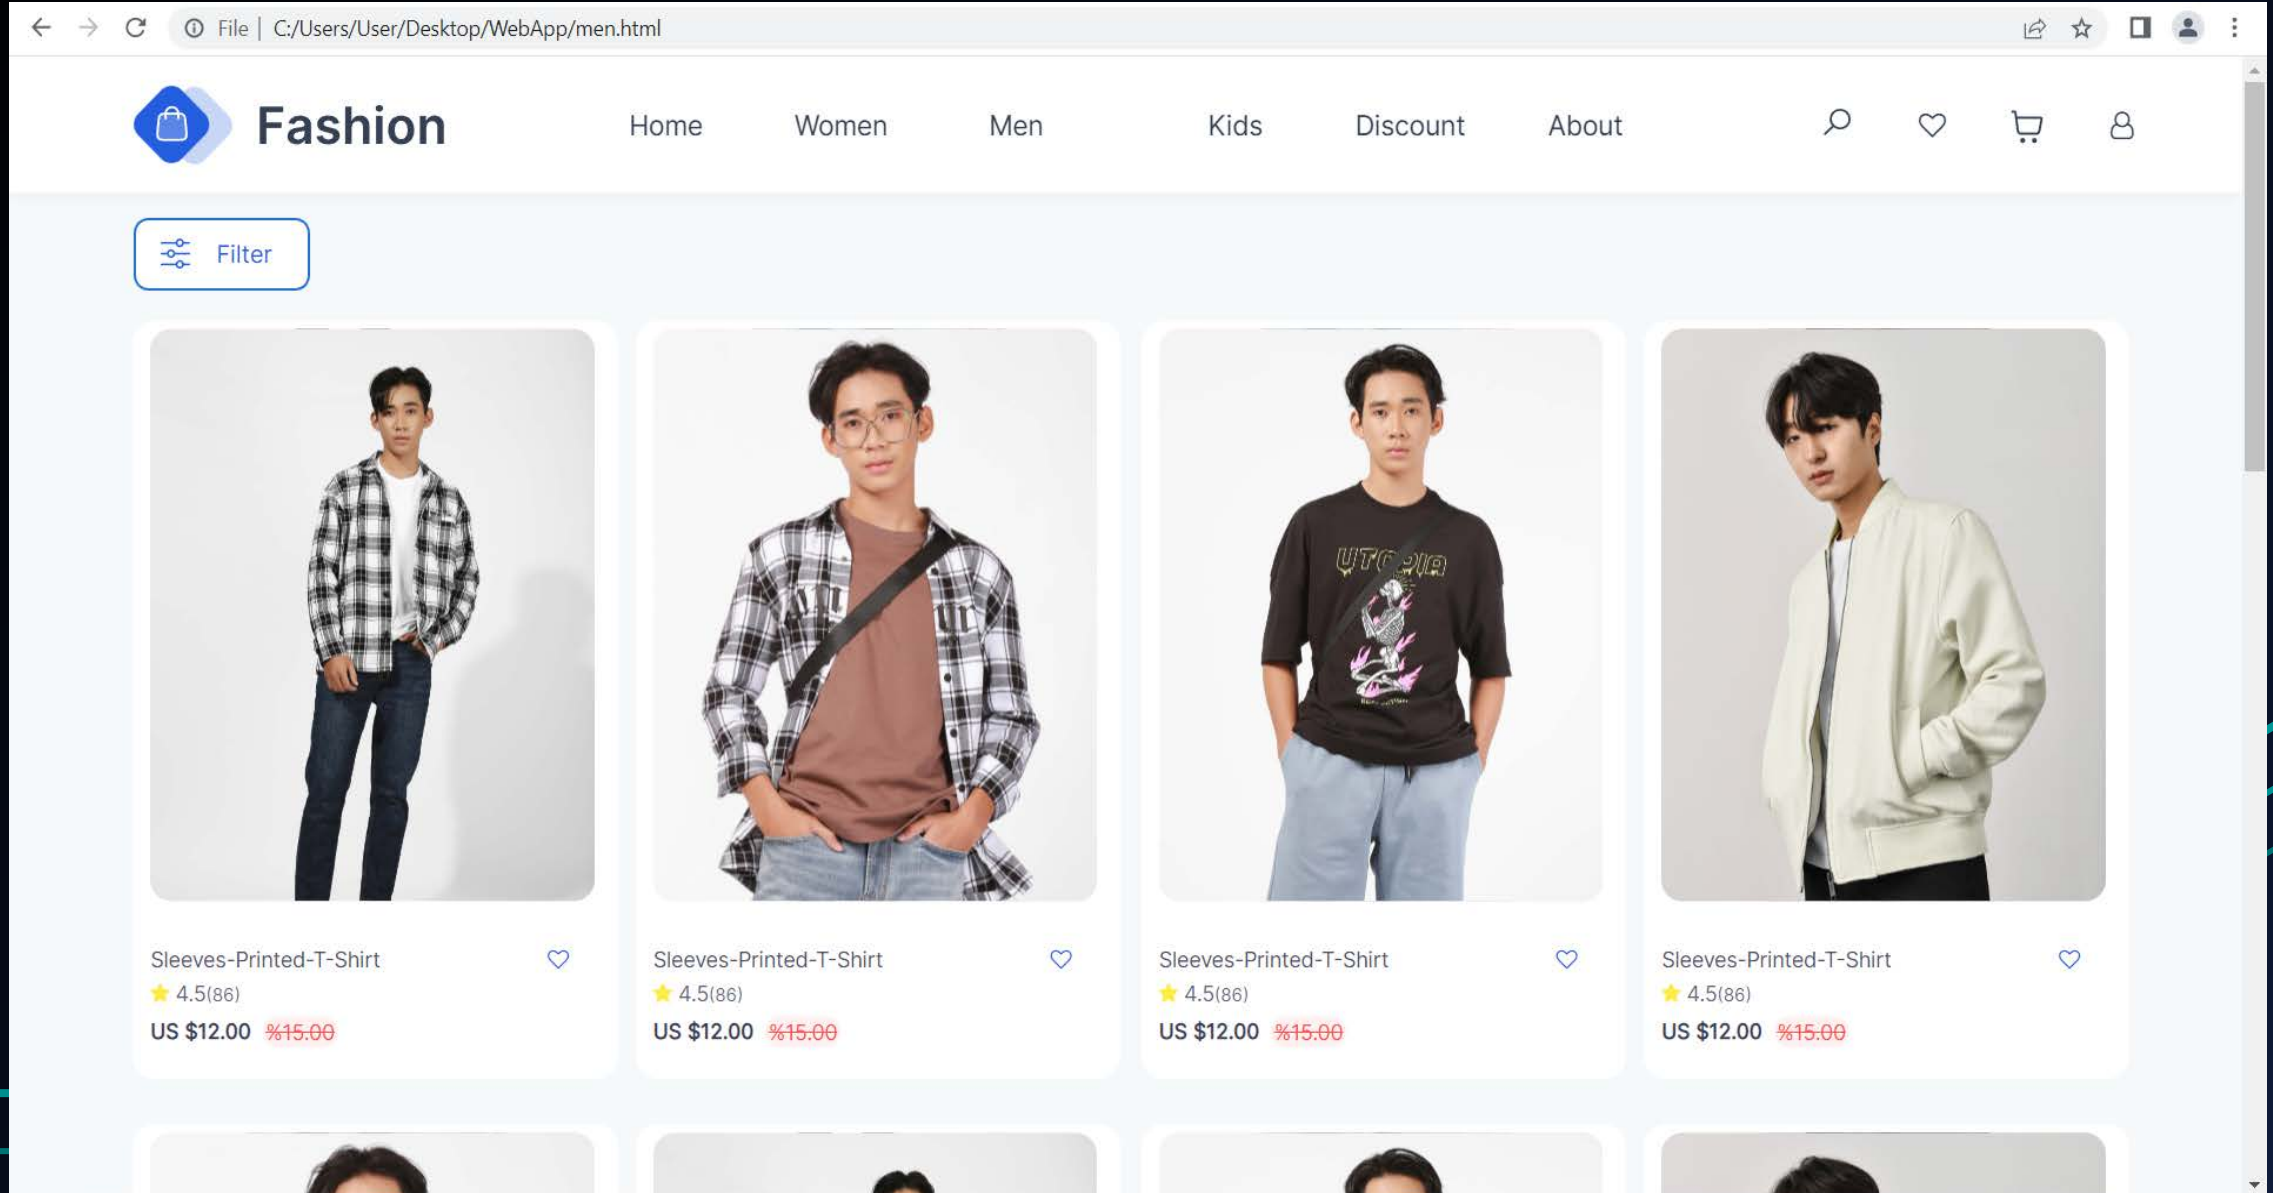 File | C:/Users/User/Desktop/WebApp/men.html
Fashion
Home Women Men Kids Discount About
Filter
UTOPIA
Sleeves-Printed-T-Shirt
4.5(86)
US $12.00 %15.00
Sleeves-Printed-T-Shirt
4.5(86)
US $12.00 %15.00
Sleeves-Printed-T-Shirt
4.5(86)
US $12.00 %15.00
Sleeves-Printed-T-Shirt
4.5(86)
US $12.00 %15.00